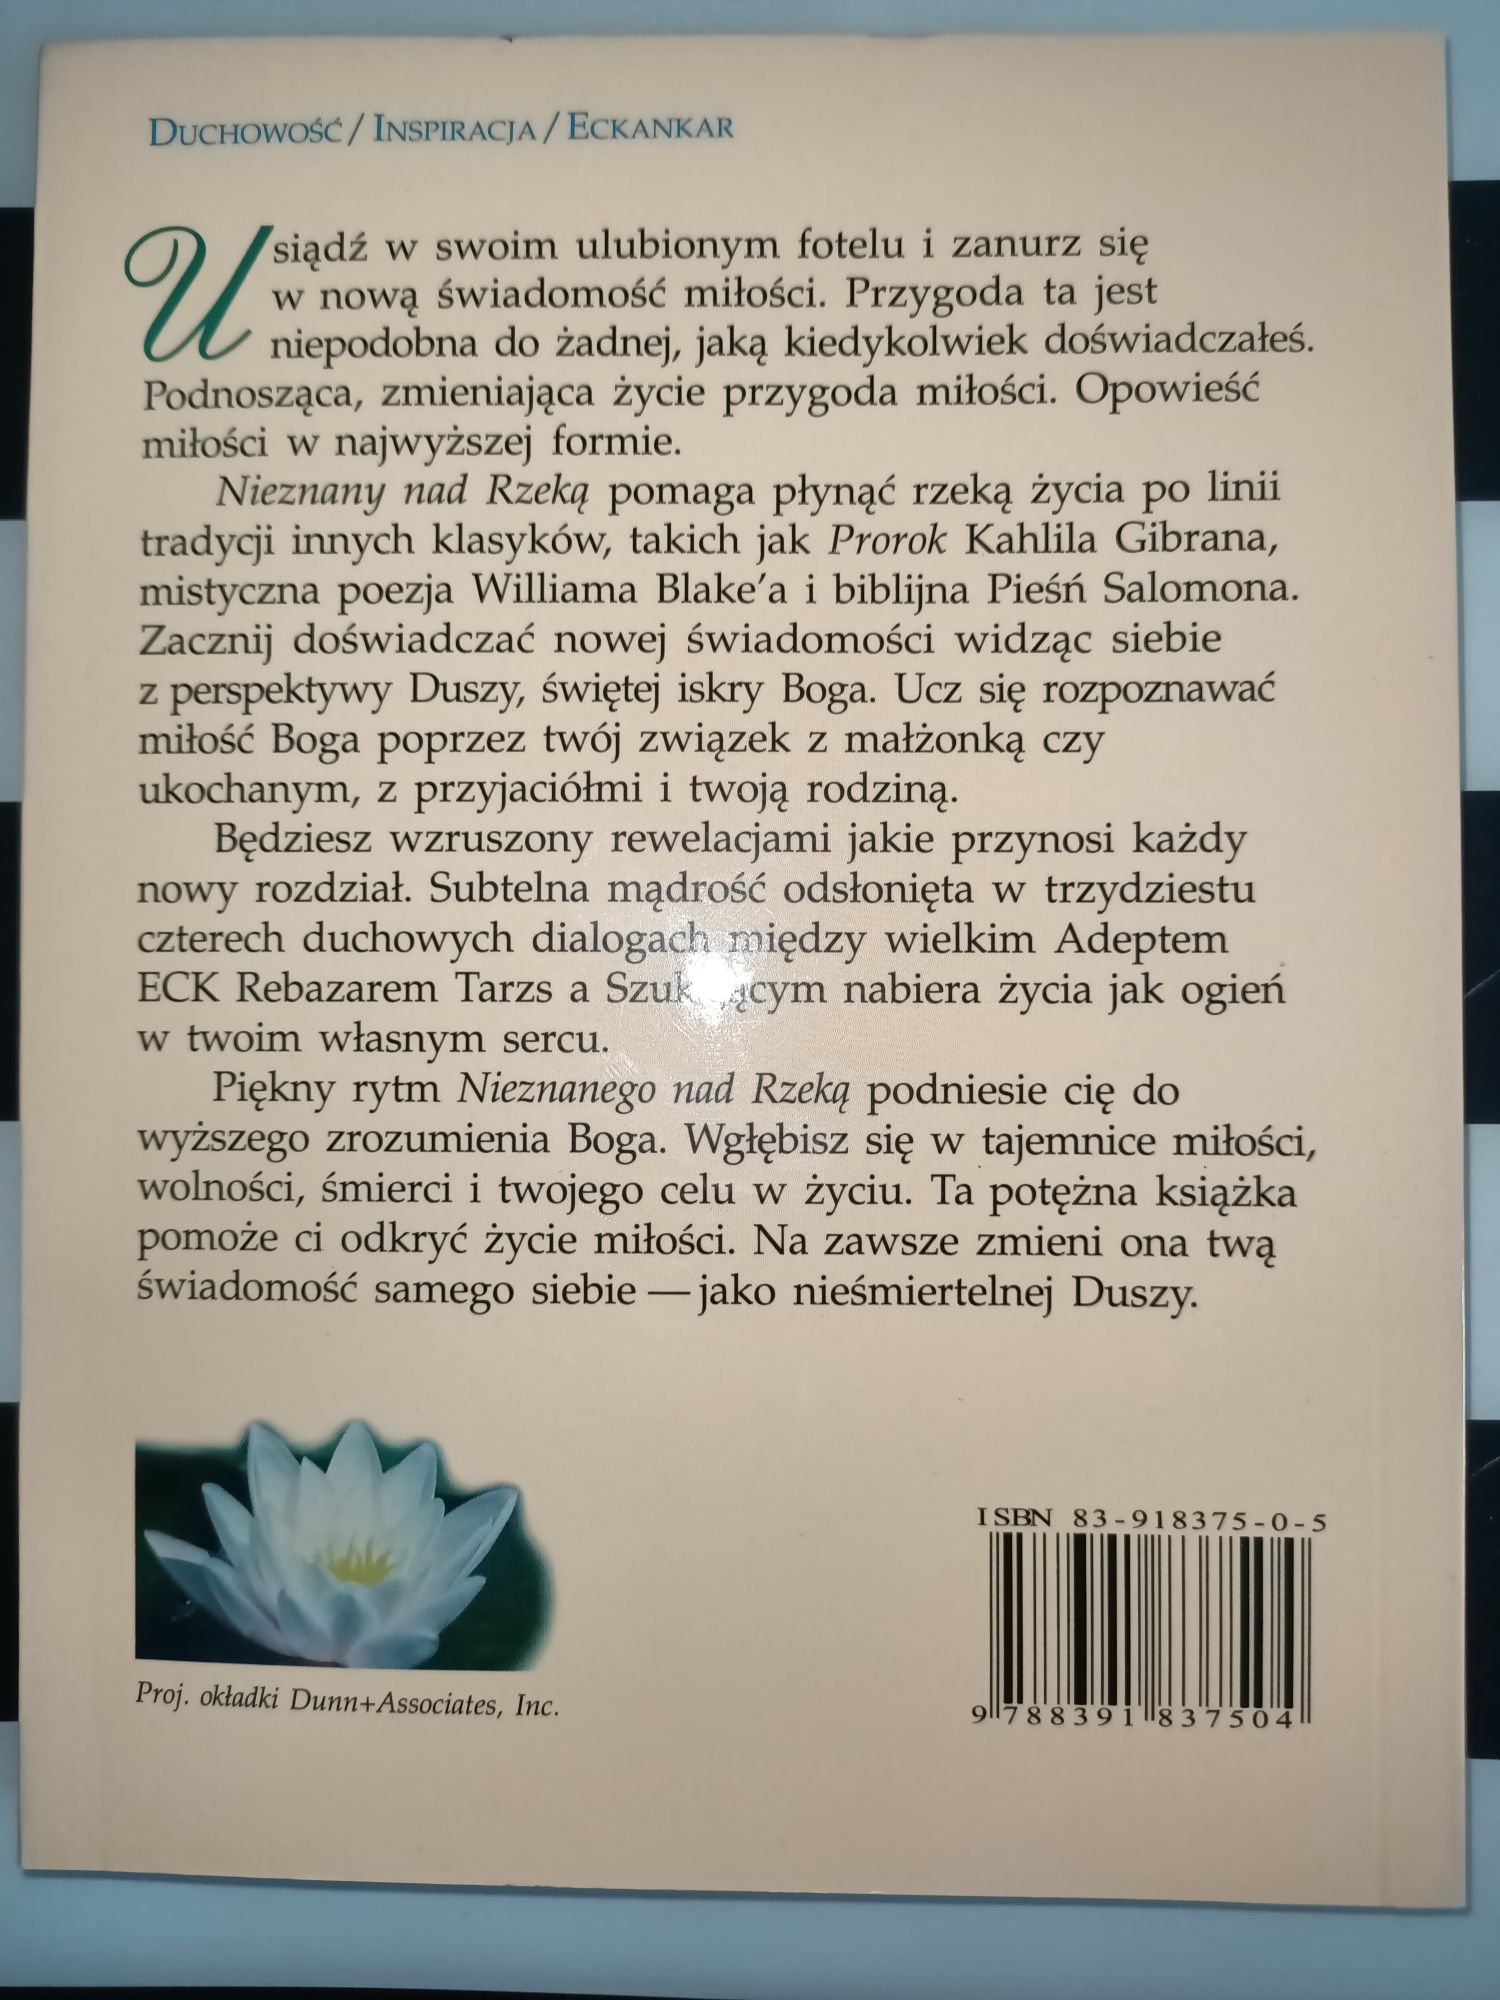 Duchowość / Inspiracja / Eckankar
Usiądź w swoim ulubionym fotelu i zanurz się
w nową świadomość miłości. Przygoda ta jest
niepodobna do żadnej, jaką kiedykolwiek doświadczałeś.
Podnosząca, zmieniająca życie przygoda miłości. Opowieść
miłości w najwyższej formie.
Nieznany nad Rzeką pomaga płynąć rzeką życia po linii
tradycji innych klasyków, takich jak Prorok Kahlila Gibrana,
mistyczna poezja Williama Blake'a i biblijna Pieśń Salomona.
Zacznij doświadczać nowej świadomości widząc siebie
z perspektywy Duszy, świętej iskry Boga. Ucz się rozpoznawać
miłość Boga poprzez twój związek z małżonką czy
ukochanym, z przyjaciółmi i twoją rodziną.
Będziesz wzruszony rewelacjami jakie przynosi każdy
nowy rozdział. Subtelna mądrość odsłonięta w trzydziestu
czterech duchowych dialogach między wielkim Adeptem
ECK Rebazarem Tarzs a nabiera życia jak ogień
w twoim własnym sercu.
Piękny rytm Nieznanego nad Rzeką podniesie cię do
wyższego zrozumienia Boga. Wgłębisz się w tajemnice miłości,
wolności, śmierci i twojego celu w życiu. Ta potężna książka
pomoże ci odkryć życie miłości. Na zawsze zmieni ona twą
świadomość samego siebie — jako nieśmiertelnej Duszy.
Proj. okładki Dunn+Associates, Inc.
ISBN 83-918375-0-5
9 788391 837504